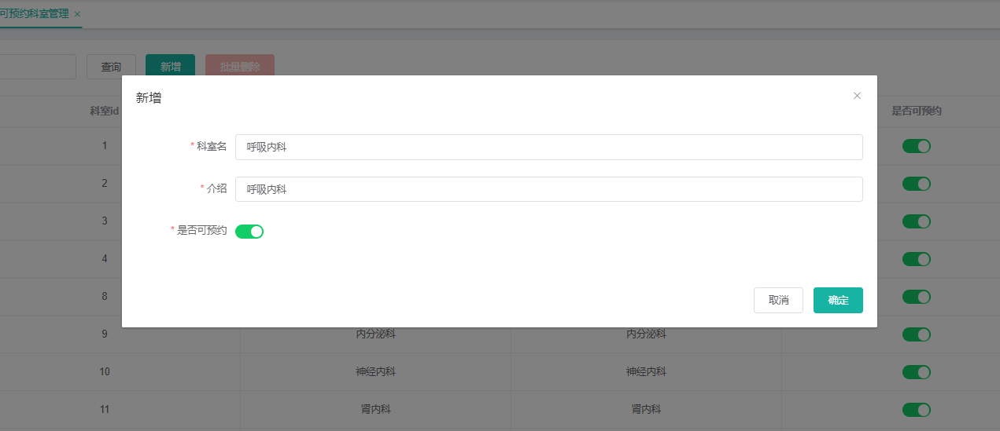 可预约科室管理 ×
查询 新增 批量删除
新增 ×
科室id 是否可预约
* 科室名 呼吸内科
* 介绍 呼吸内科
* 是否可预约
取消 确定
1
2
3
4
8
9 内分泌科 内分泌科
10 神经内科 神经内科
11 肾内科 肾内科